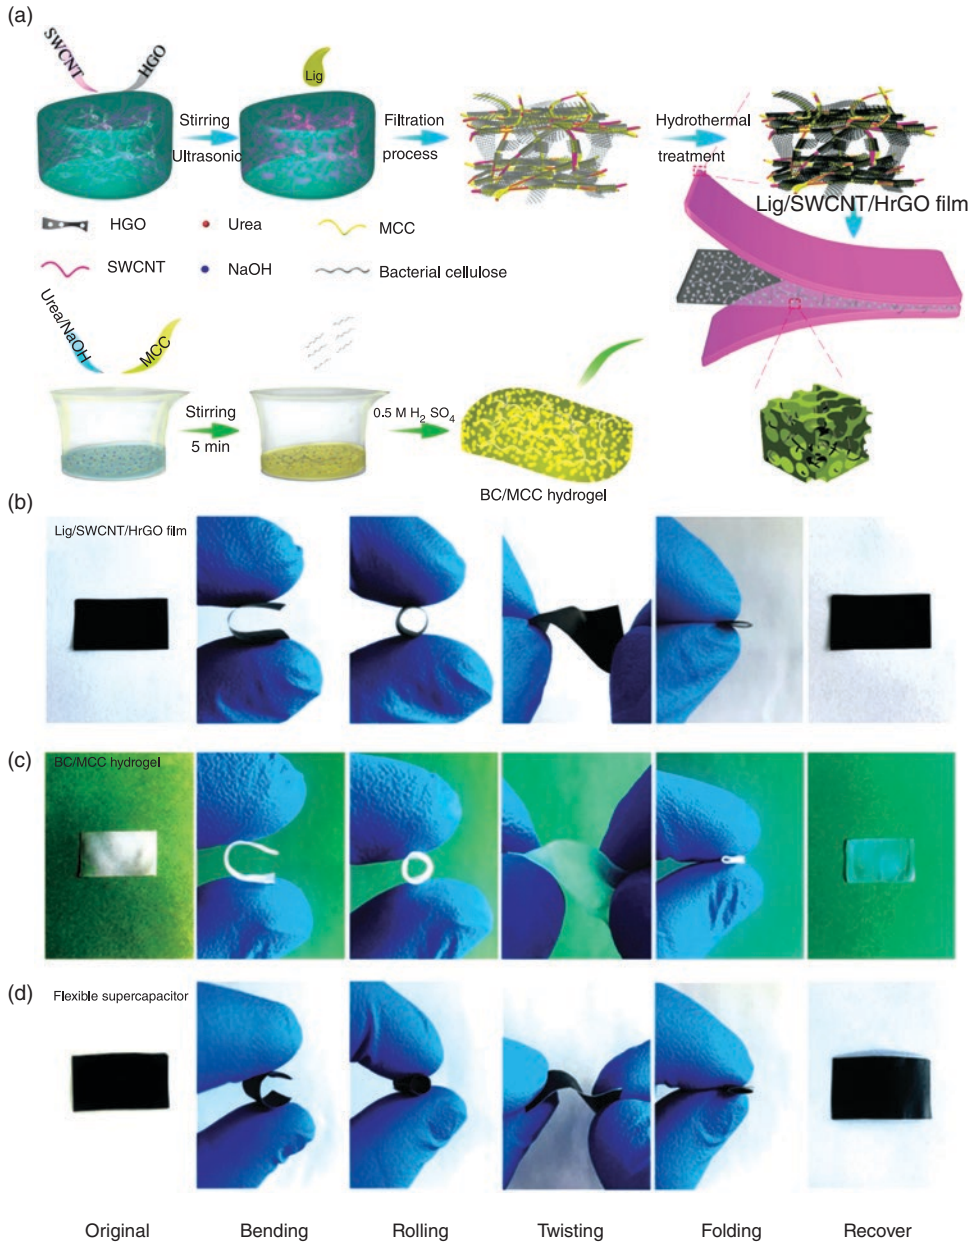 (a)
SWCNT
HGO
Lig
Stirring
Ultrasonic
Filtration
process
Hydrothermal
treatment
Lig/SWCNT/HrGO film
HGO
Urea
MCC
SWCNT
NaOH
Bacterial cellulose
Urea/NaOH
MCC
Stirring
5 min
0.5 M H2 SO4
BC/MCC hydrogel
(b)
Lig/SWCNT/HrGO film
(c)
BC/MCC hydrogel
(d)
Flexible supercapacitor
Original Bending Rolling Twisting Folding Recover